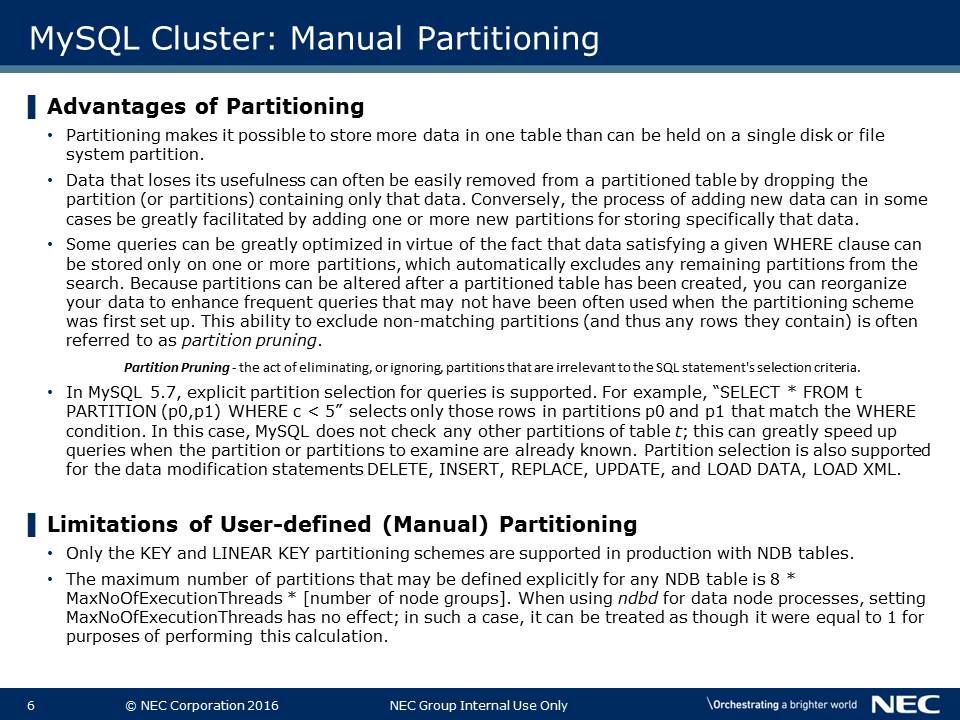 MySQL Cluster: Manual Partitioning
Advantages of Partitioning
• Partitioning makes it possible to store more data in one table than can be held on a single disk or file
system partition.
• Data that loses its usefulness can often be easily removed from a partitioned table by dropping the
partition (or partitions) containing only that data. Conversely, the process of adding new data can in some
cases be greatly facilitated by adding one or more new partitions for storing specifically that data.
• Some queries can be greatly optimized in virtue of the fact that data satisfying a given WHERE clause can
be stored only on one or more partitions, which automatically excludes any remaining partitions from the
search. Because partitions can be altered after a partitioned table has been created, you can reorganize
your data to enhance frequent queries that may not have been often used when the partitioning scheme
was first set up. This ability to exclude non-matching partitions (and thus any rows they contain) is often
referred to as partition pruning.
Partition Pruning - the act of eliminating, or ignoring, partitions that are irrelevant to the SQL statement's selection criteria.
• In MySQL 5.7, explicit partition selection for queries is supported. For example, “SELECT * FROM t
PARTITION (p0,p1) WHERE c < 5” selects only those rows in partitions p0 and p1 that match the WHERE
condition. In this case, MySQL does not check any other partitions of table t; this can greatly speed up
queries when the partition or partitions to examine are already known. Partition selection is also supported
for the data modification statements DELETE, INSERT, REPLACE, UPDATE, and LOAD DATA, LOAD XML.
Limitations of User-defined (Manual) Partitioning
• Only the KEY and LINEAR KEY partitioning schemes are supported in production with NDB tables.
• The maximum number of partitions that may be defined explicitly for any NDB table is 8 *
MaxNoOfExecutionThreads * [number of node groups]. When using ndbd for data node processes, setting
MaxNoOfExecutionThreads has no effect; in such a case, it can be treated as though it were equal to 1 for
purposes of performing this calculation.
6 © NEC Corporation 2016 NEC Group Internal Use Only \Orchestrating a brighter world NEC